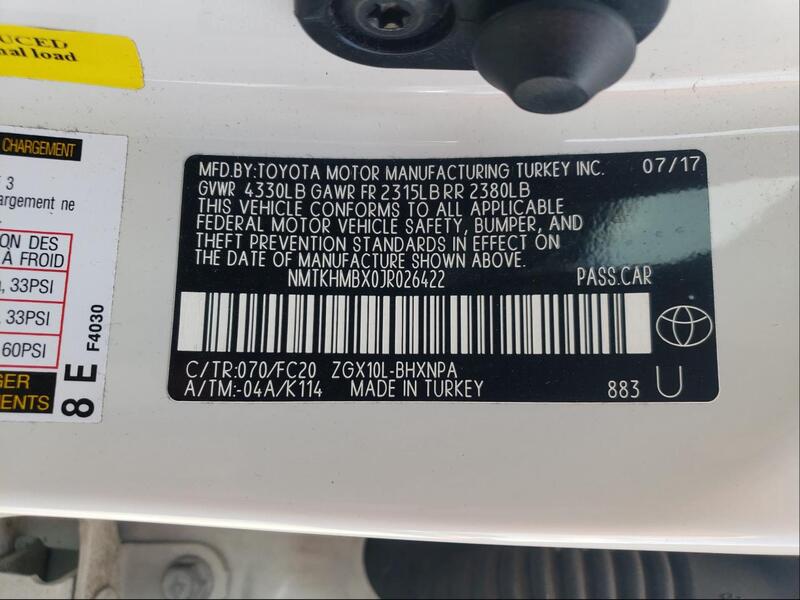 UCED
nal load
CHARGEMENT
3
argement ne
ION DES
À FROID
, 33PSI
, 33PSI
60PSI
GER
EMENTS
8 E
F4030
MFD.BY:TOYOTA MOTOR MANUFACTURING TURKEY INC. 07/17
GVWR 4330LB GAWR FR 2315LB RR 2380LB
THIS VEHICLE CONFORMS TO ALL APPLICABLE
FEDERAL MOTOR VEHICLE SAFETY, BUMPER, AND
THEFT PREVENTION STANDARDS IN EFFECT ON
THE DATE OF MANUFACTURE SHOWN ABOVE.
NMTKHMBX0JR026422 PASS.CAR
C/TR:070/FC20 ZGX10L-BHXNPA
A/TM:-04A/K114 MADE IN TURKEY 883 U